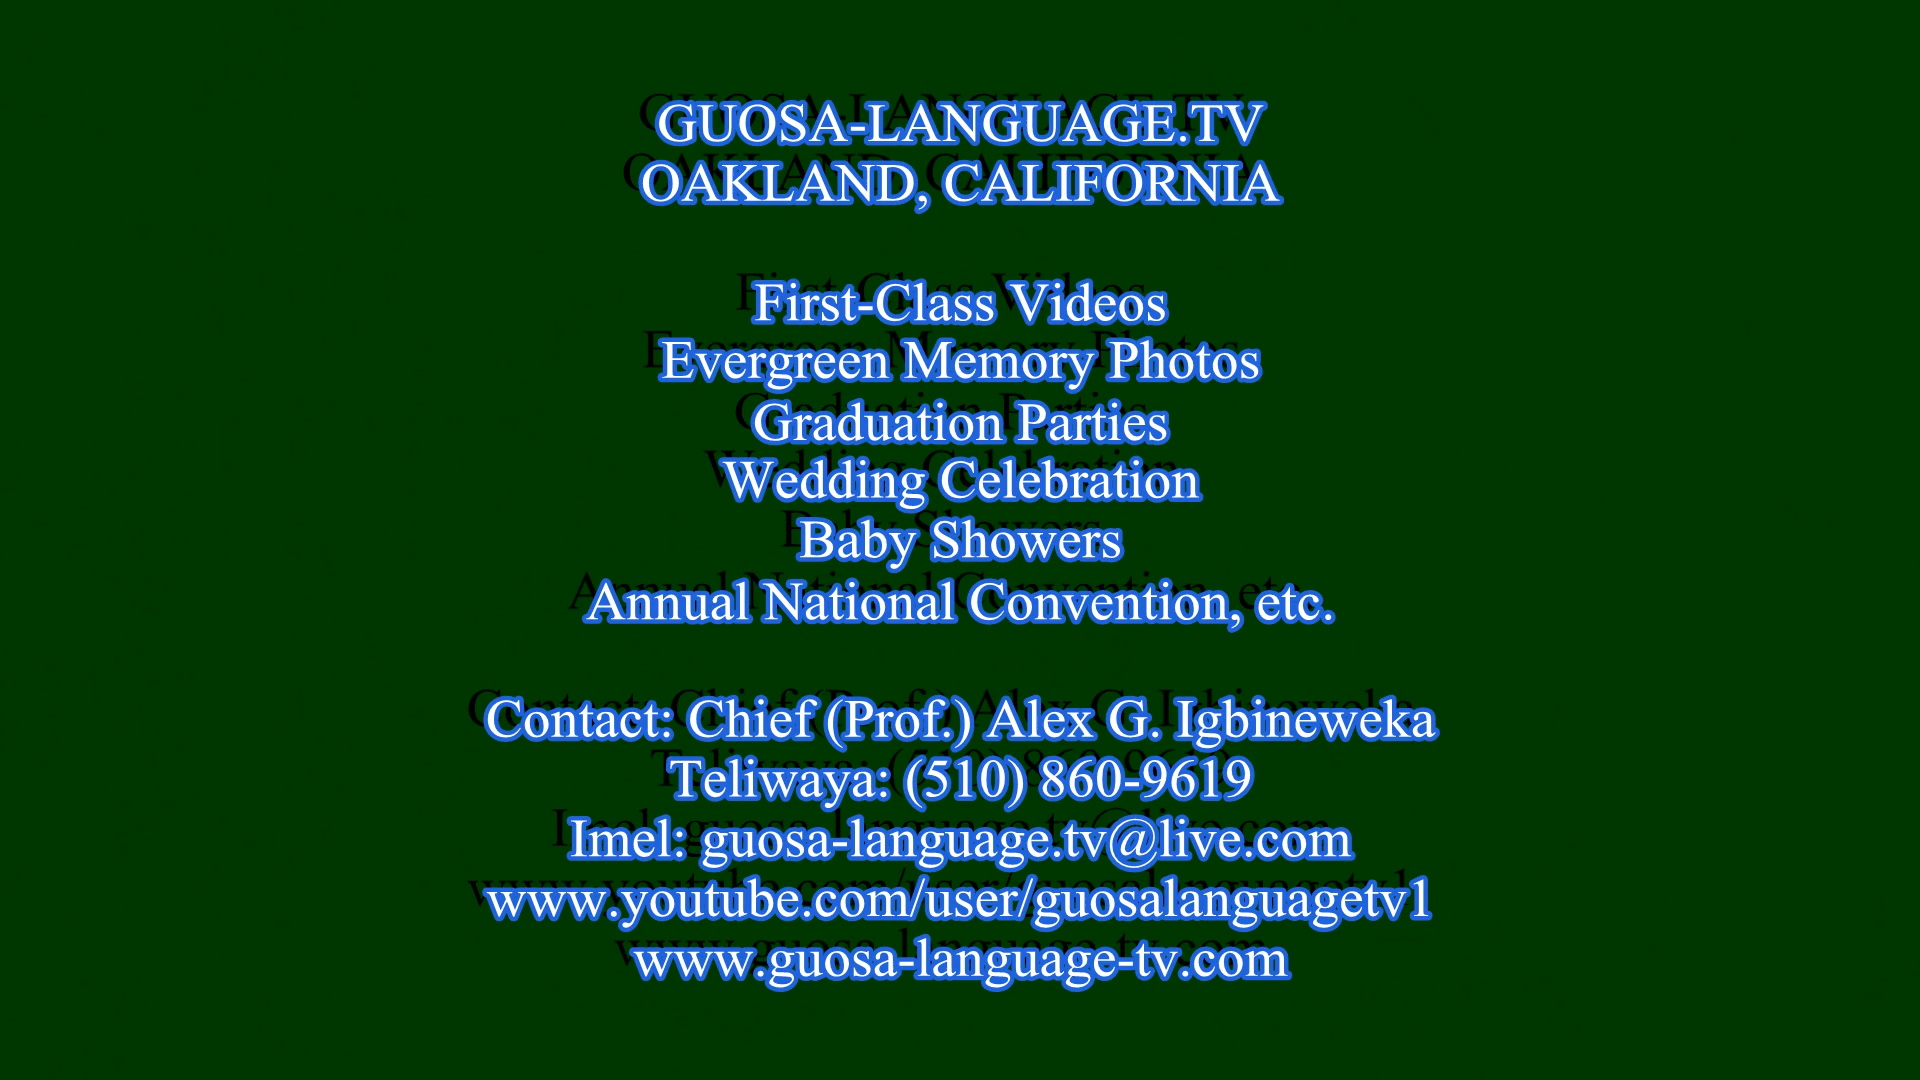 GUOSA-LANGUAGE.TV
OAKLAND, CALIFORNIA
First-Class Videos
Evergreen Memory Photos
Graduation Parties
Wedding Celebration
Baby Showers
Annual National Convention, etc.
Contact: Chief (Prof.) Alex G. Igbineweka
Teliwaya: (510) 860-9619
Imel: guosa-language.tv@live.com
www.youtube.com/user/guosalanguagetv1
www.guosa-language-tv.com